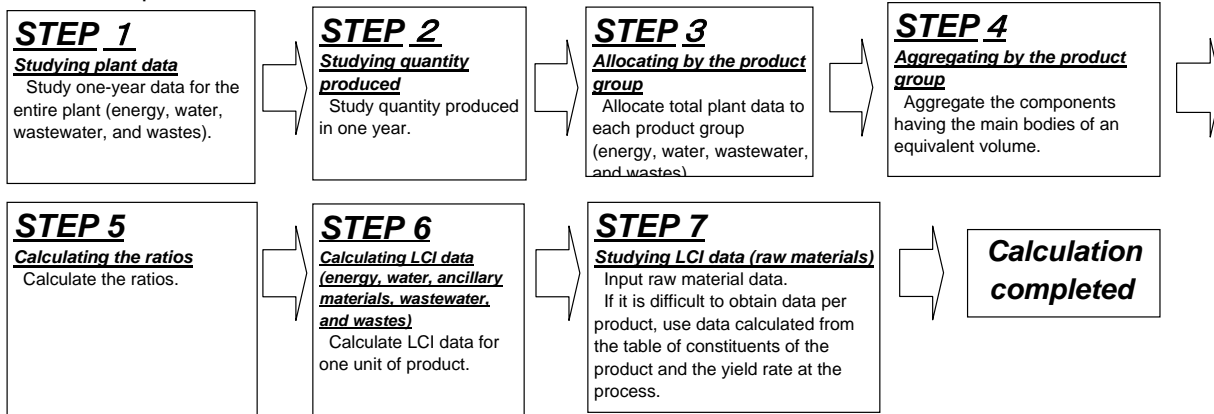 STEP 1
Studying plant data
Study one-year data for the
entire plant (energy, water,
wastewater, and wastes).
STEP 2
Studying quantity
produced
Study quantity produced
in one year.
STEP 3
Allocating by the product
group
Allocate total plant data to
each product group
(energy, water, wastewater,
and wastes)
STEP 4
Aggregating by the product
group
Aggregate the components
having the main bodies of an
equivalent volume.
STEP 5
Calculating the ratios
Calculate the ratios.
STEP 6
Calculating LCI data
(energy, water, ancillary
materials, wastewater,
and wastes)
Calculate LCI data for
one unit of product.
STEP 7
Studying LCI data (raw materials)
Input raw material data.
If it is difficult to obtain data per
product, use data calculated from
the table of constituents of the
product and the yield rate at the
process.
Calculation
completed